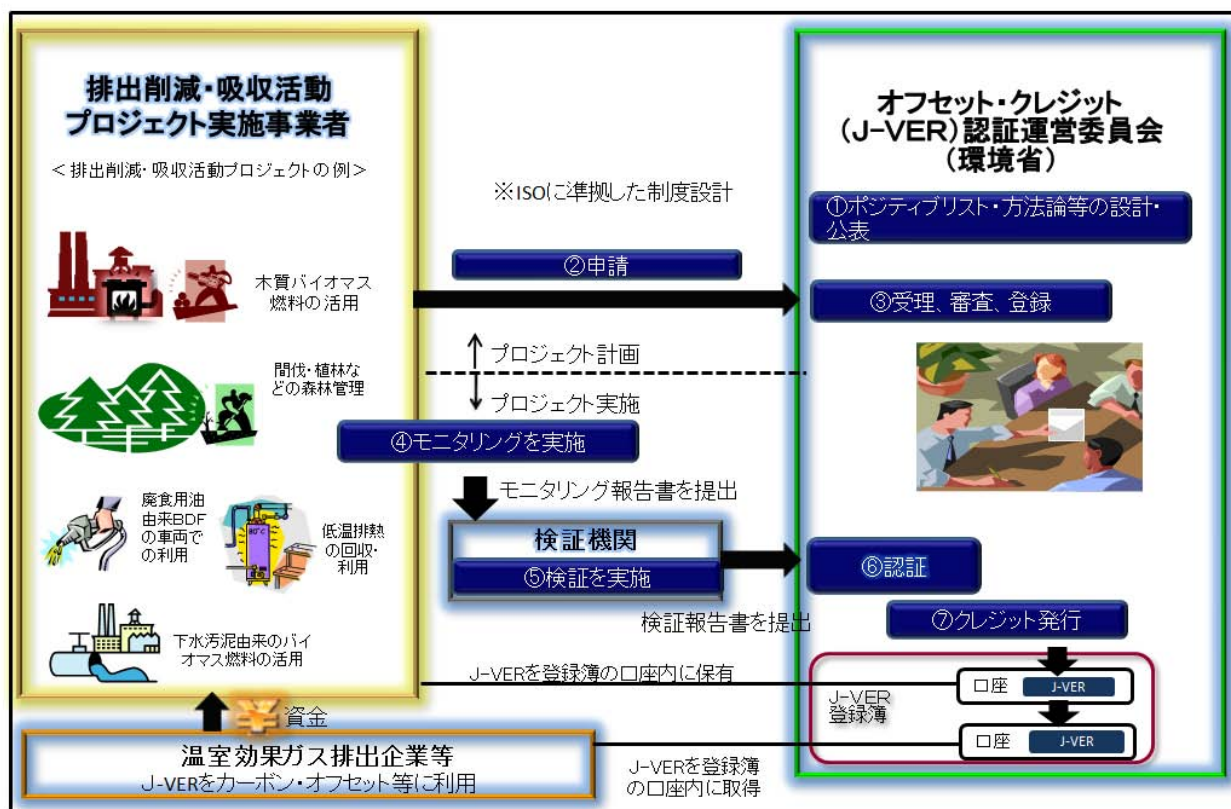 排出削減・吸収活動
プロジェクト実施事業者
＜排出削減・吸収活動プロジェクトの例＞
木質バイオマス
燃料の活用
間伐・植林な
どの森林管理
廃食用油
由来BDF
の車両で
の利用
80℃
低温排熱
の回収・
利用
下水汚泥由来のバイ
オマス燃料の活用
※ISOに準拠した制度設計
②申請
プロジェクト計画
プロジェクト実施
④モニタリングを実施
モニタリング報告書を提出
検証機関
⑤検証を実施
検証報告書を提出
オフセット・クレジット
（J-VER）認証運営委員会
（環境省）
①ポジティブリスト・方法論等の設計・
公表
③受理、審査、登録
⑥認証
⑦クレジット発行
J-VERを登録簿の口座内に保有
J-VER
登録簿
口座 J-VER
口座 J-VER
¥資金
温室効果ガス排出企業等
J-VERをカーボン・オフセット等に利用
J-VERを登録簿
の口座内に取得